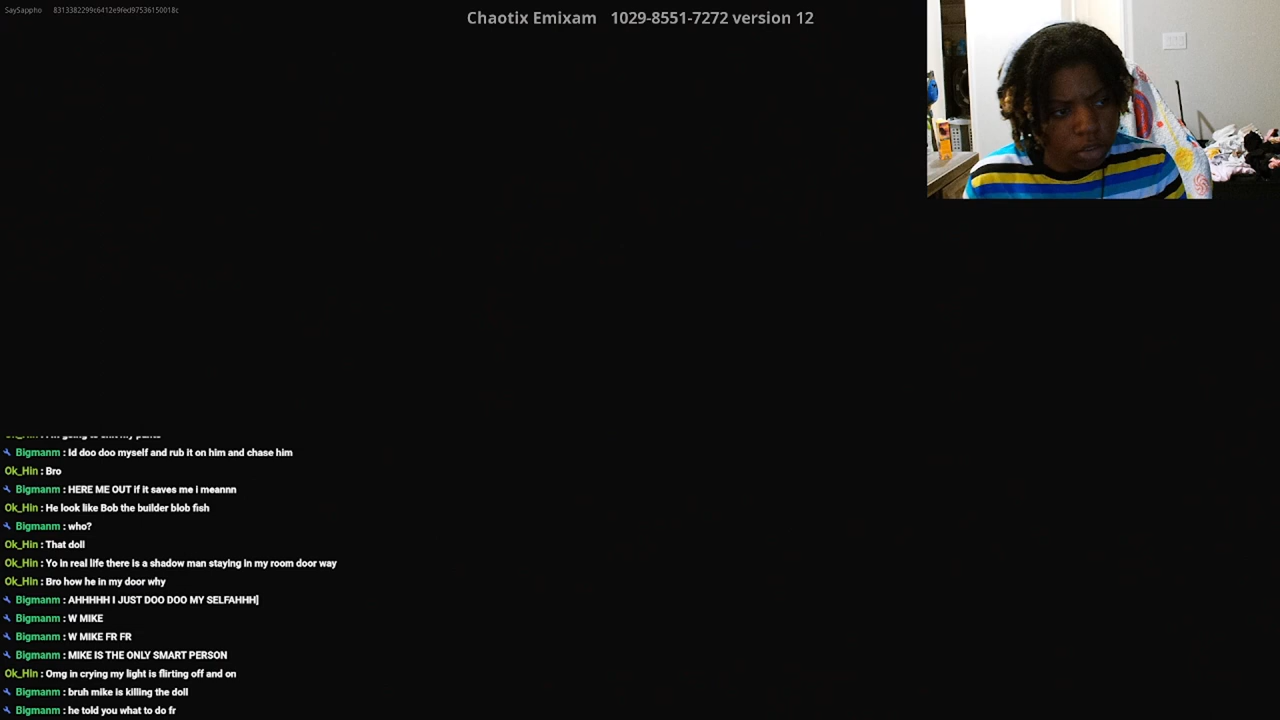 SaySappho 8313382299c6412e9fed97536150018c
Chaotix Emixam 1029-8551-7272 version 12
Bigmanm : Id doo doo myself and rub it on him and chase him
Ok_Hin : Bro
Bigmanm : HERE ME OUT if it saves me i meannn
Ok_Hin : He look like Bob the builder blob fish
Bigmanm : who?
Ok_Hin : That doll
Ok_Hin : Yo in real life there is a shadow man staying in my room door way
Ok_Hin : Bro how he in my door why
Bigmanm : AHHHHH I JUST DOO DOO MY SELFAHHH]
Bigmanm : W MIKE
Bigmanm : W MIKE FR FR
Bigmanm : MIKE IS THE ONLY SMART PERSON
Ok_Hin : Omg in crying my light is flirting off and on
Bigmanm : bruh mike is killing the doll
Bigmanm : he told you what to do fr